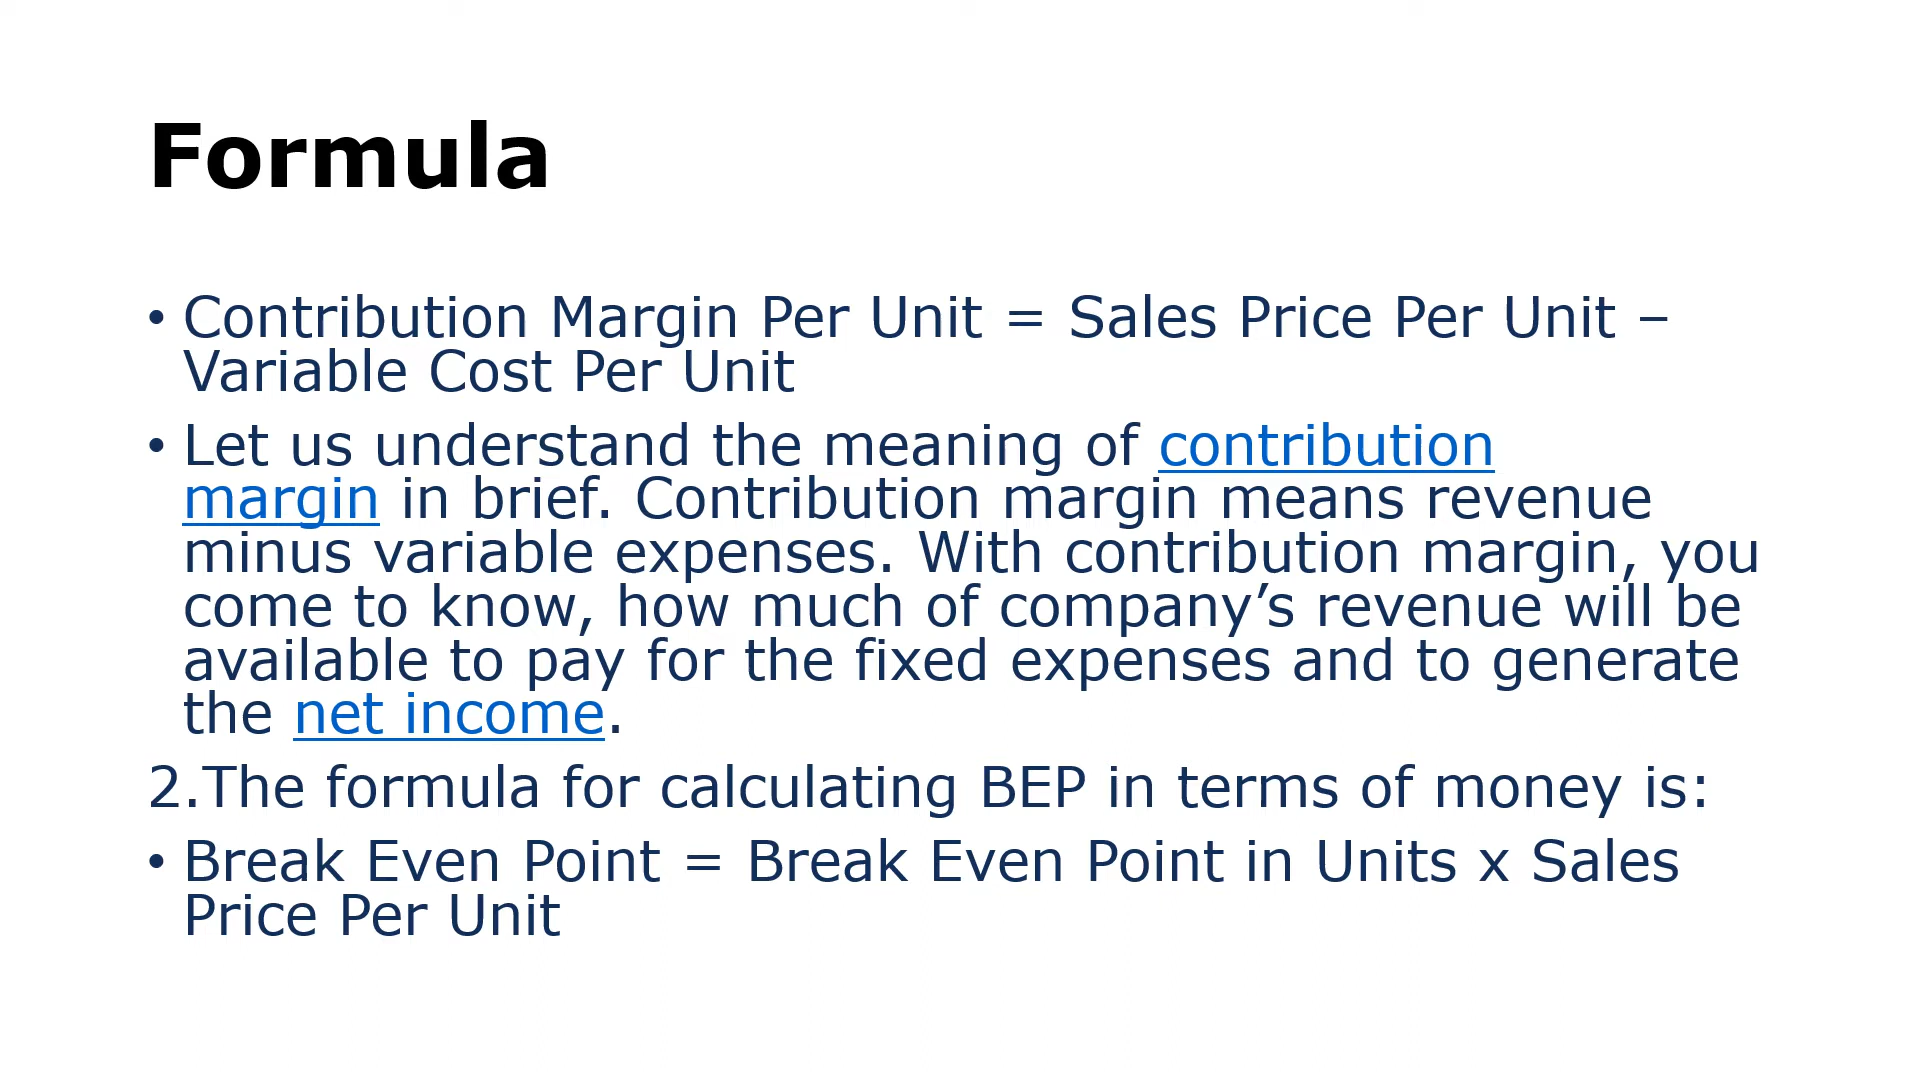 Formula
• Contribution Margin Per Unit = Sales Price Per Unit –
Variable Cost Per Unit
• Let us understand the meaning of contribution
margin in brief. Contribution margin means revenue
minus variable expenses. With contribution margin, you
come to know, how much of company’s revenue will be
available to pay for the fixed expenses and to generate
the net income.
2.The formula for calculating BEP in terms of money is:
• Break Even Point = Break Even Point in Units x Sales
Price Per Unit